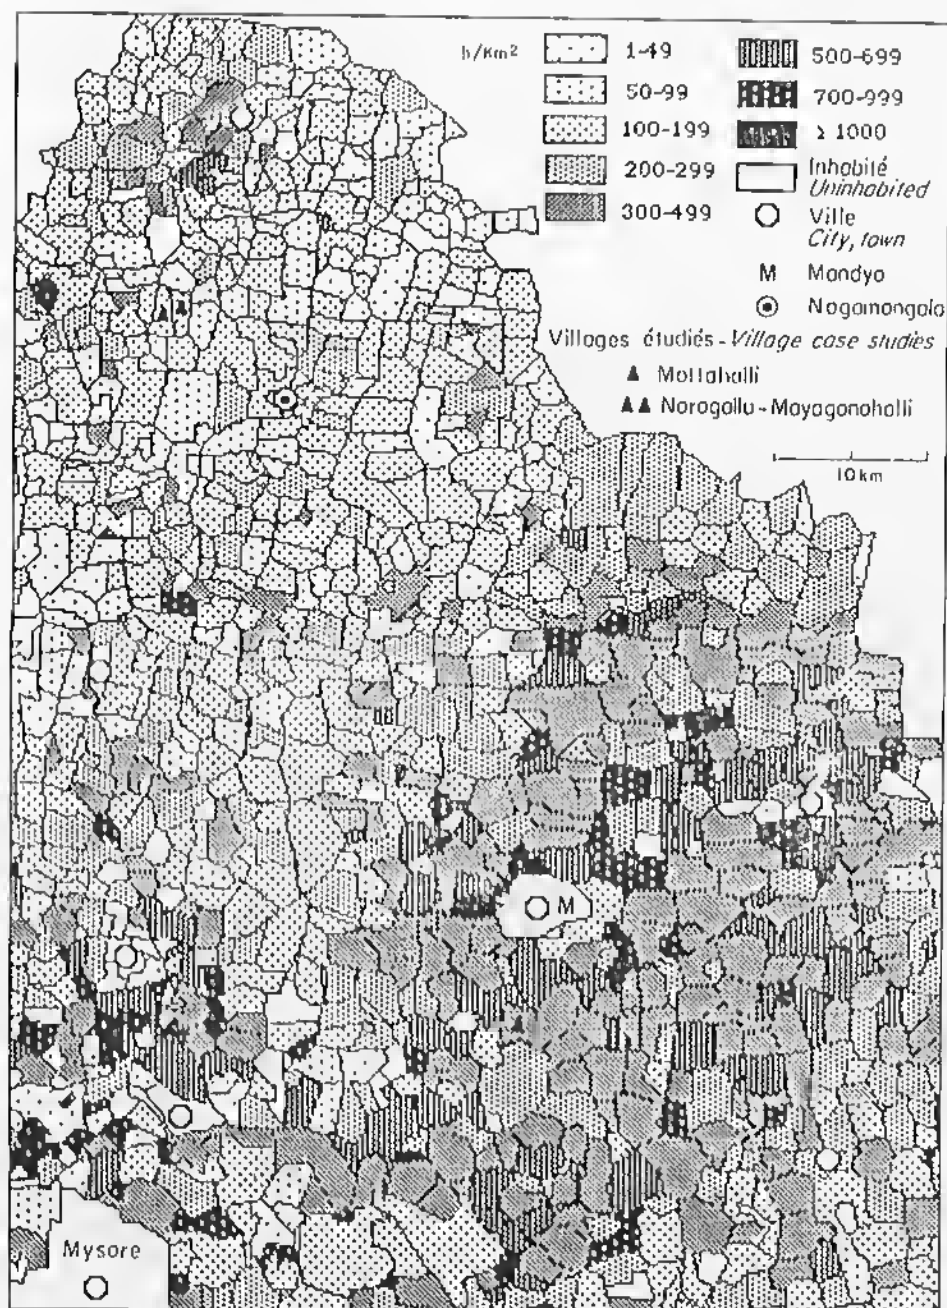 h/Km²
1-49
50-99
100-199
200-299
300-499
500-699
700-999
≥ 1000
Inhabité
Uninhabited
Ville
City, town
M Mandya
Nagamangala
Villages étudiés - Village case studies
Mottahalli
Naragallu - Mayaganahalli
10 km
M
Mysore